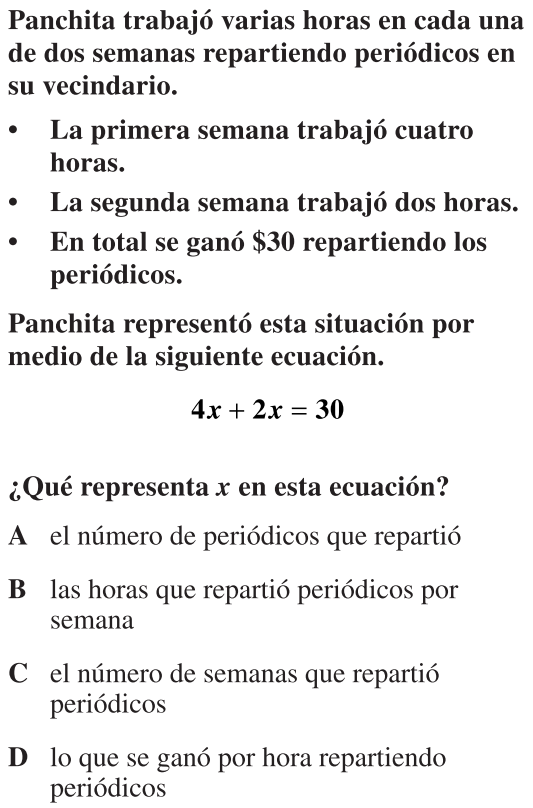 Panchita trabajó varias horas en cada una
de dos semanas repartiendo periódicos en
su vecindario.
• La primera semana trabajó cuatro
horas.
• La segunda semana trabajó dos horas.
• En total se ganó $30 repartiendo los
periódicos.
Panchita representó esta situación por
medio de la siguiente ecuación.
4x + 2x = 30
¿Qué representa x en esta ecuación?
A el número de periódicos que repartió
B las horas que repartió periódicos por
semana
C el número de semanas que repartió
periódicos
D lo que se ganó por hora repartiendo
periódicos